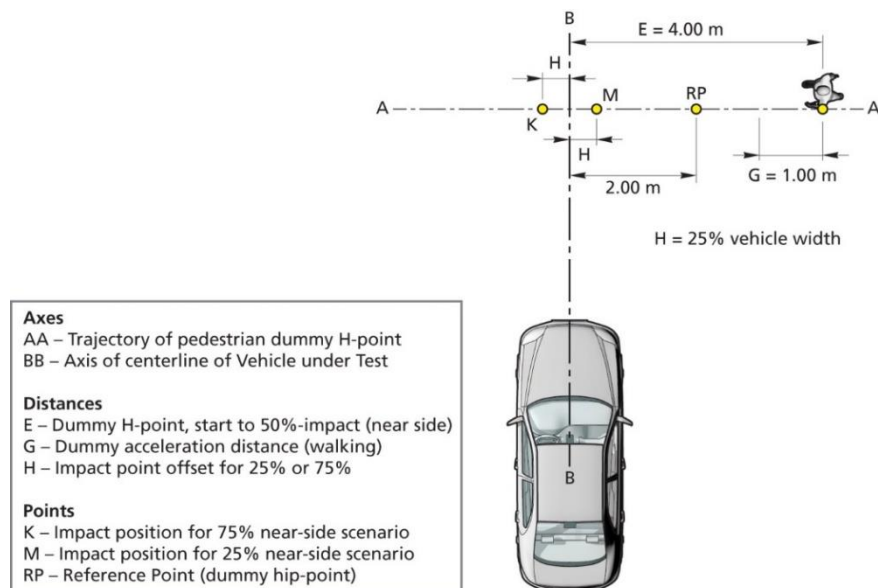 B
E = 4.00 m
H
A
K
M
RP
A
H
2.00 m
G = 1.00 m
H = 25% vehicle width
B
Axes
AA – Trajectory of pedestrian dummy H-point
BB – Axis of centerline of Vehicle under Test
Distances
E – Dummy H-point, start to 50%-impact (near side)
G – Dummy acceleration distance (walking)
H – Impact point offset for 25% or 75%
Points
K – Impact position for 75% near-side scenario
M – Impact position for 25% near-side scenario
RP – Reference Point (dummy hip-point)